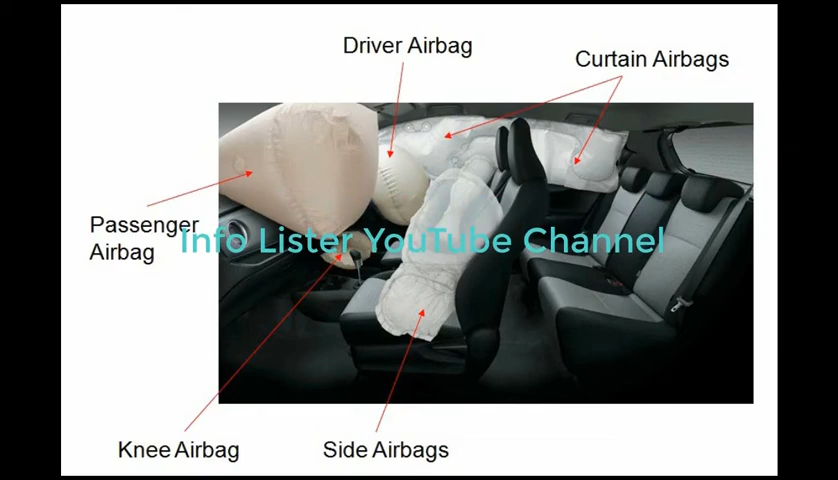 Driver Airbag
Curtain Airbags
Passenger
Airbag
Info Lister YouTube Channel
Knee Airbag
Side Airbags